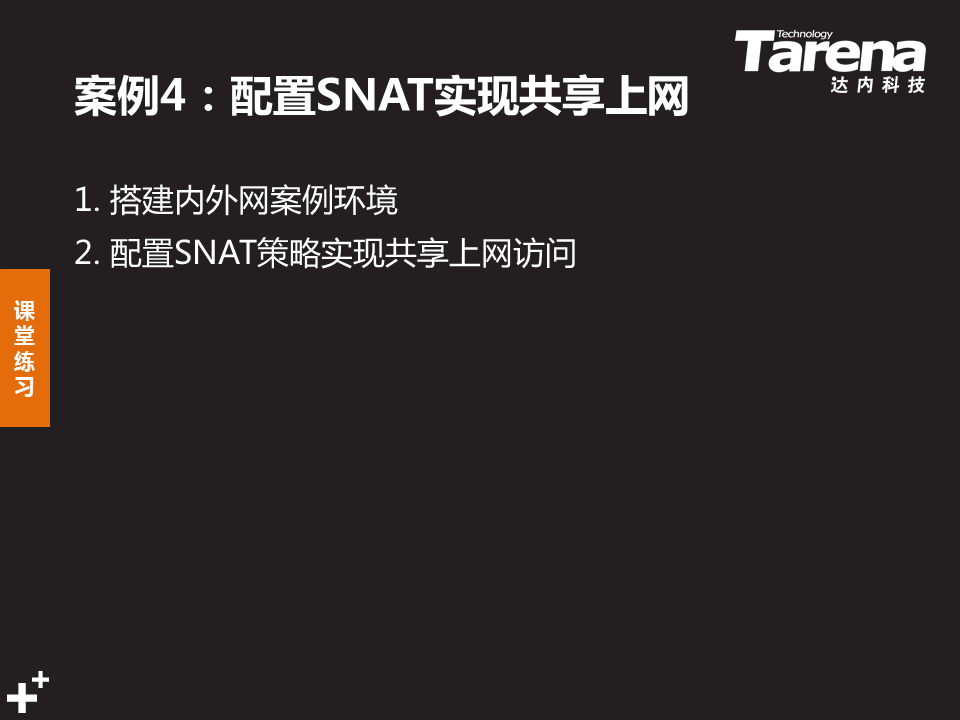 Technology
Tarena
达内科技
案例4：配置SNAT实现共享上网
1. 搭建内外网案例环境
2. 配置SNAT策略实现共享上网访问
课
堂
练
习